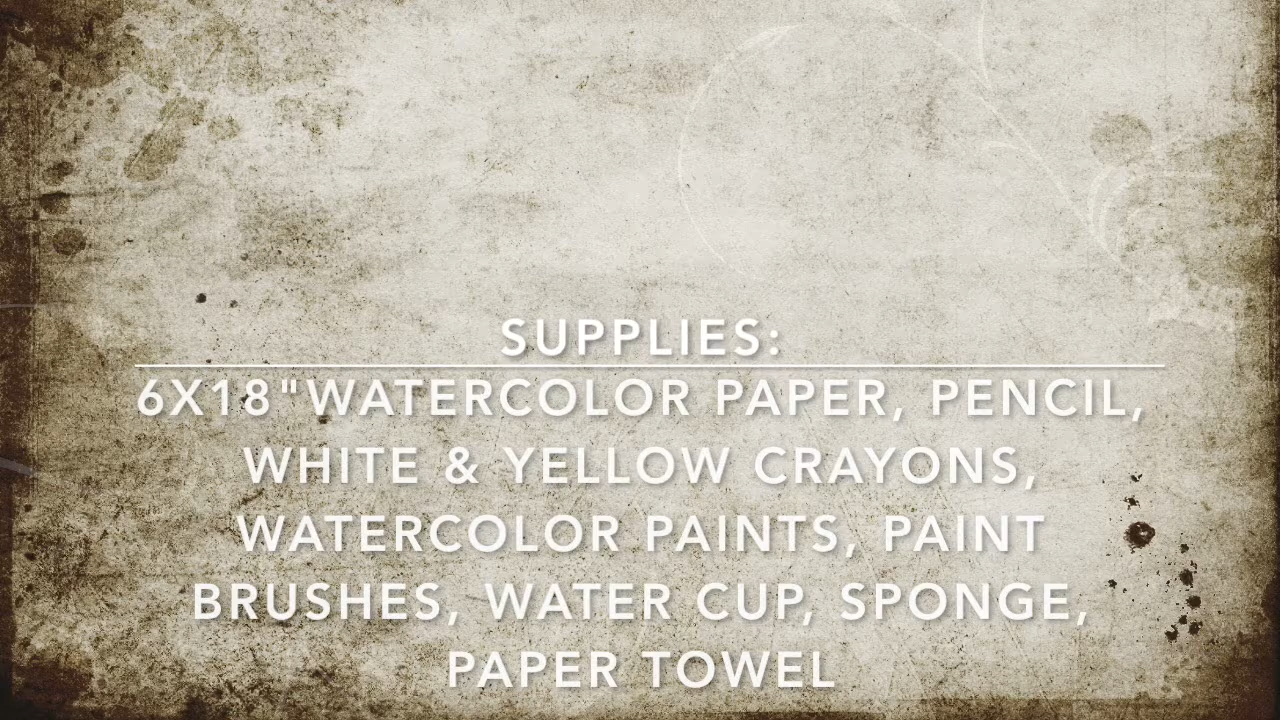 SUPPLIES:
6X18"WATERCOLOR PAPER, PENCIL,
WHITE & YELLOW CRAYONS,
WATERCOLOR PAINTS, PAINT
BRUSHES, WATER CUP, SPONGE,
PAPER TOWEL